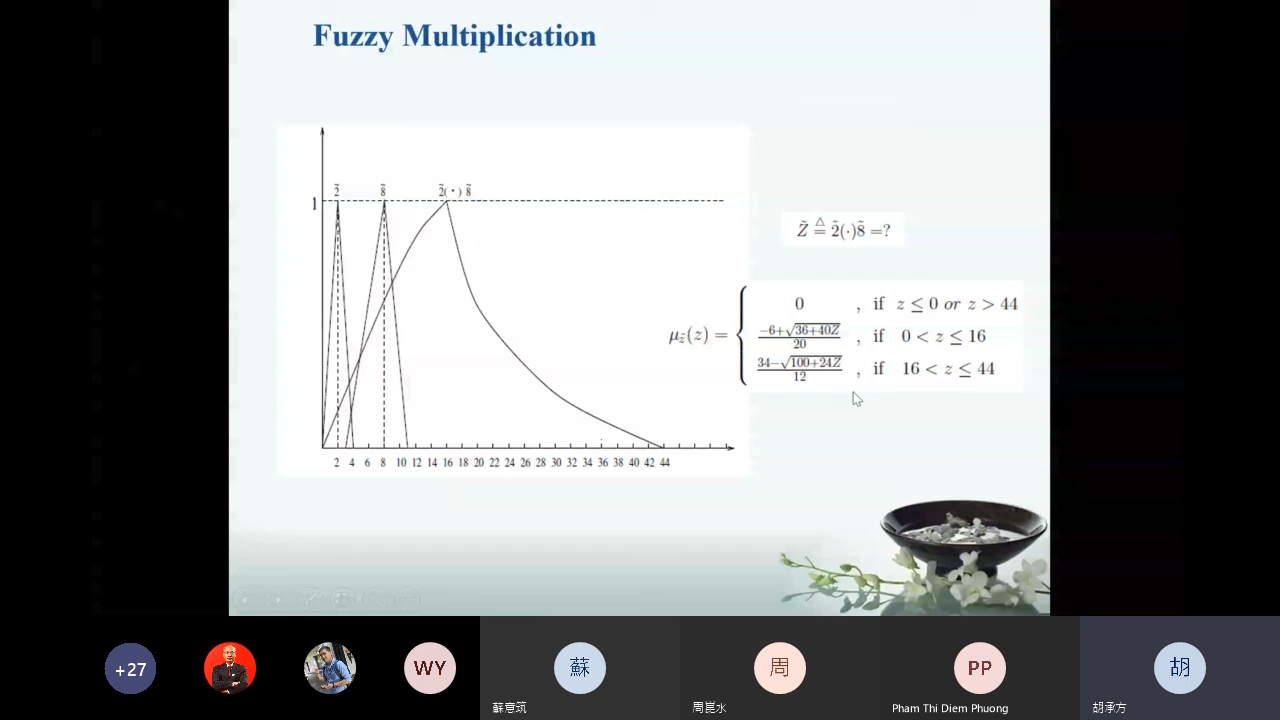 Fuzzy Multiplication
1
2̃
8̃
2̃(·)8̃
2 4 6 8 10 12 14 16 18 20 22 24 26 28 30 32 34 36 38 40 42 44
Z̃ ≜ 2̃(·)8̃ =?
0 , if z ≤ 0 or z > 44
μz̃(z) = { (−6+√(36+40Z))/20 , if 0 < z ≤ 16
(34−√(100+24Z))/12 , if 16 < z ≤ 44
+27
WY
蘇
周
PP
胡
蘇意筑
周崑水
Pham Thi Diem Phuong
胡承方